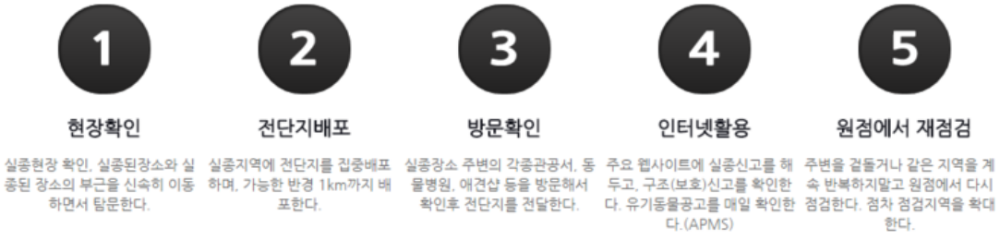 1
현장확인
실종현장 확인, 실종된장소와 실
종된 장소의 부근을 신속히 이동
하면서 탐문한다.
2
전단지배포
실종지역에 전단지를 집중배포
하며, 가능한 반경 1km까지 배
포한다.
3
방문확인
실종장소 주변의 각종관공서, 동
물병원, 애견샵 등을 방문해서
확인후 전단지를 전달한다.
4
인터넷활용
주요 웹사이트에 실종신고를 해
두고, 구조(보호)신고를 확인한
다. 유기동물공고를 매일 확인한
다.(APMS)
5
원점에서 재점검
주변을 겉돌거나 같은 지역을 계
속 반복하지말고 원점에서 다시
점검한다. 점차 점검지역을 확대
한다.